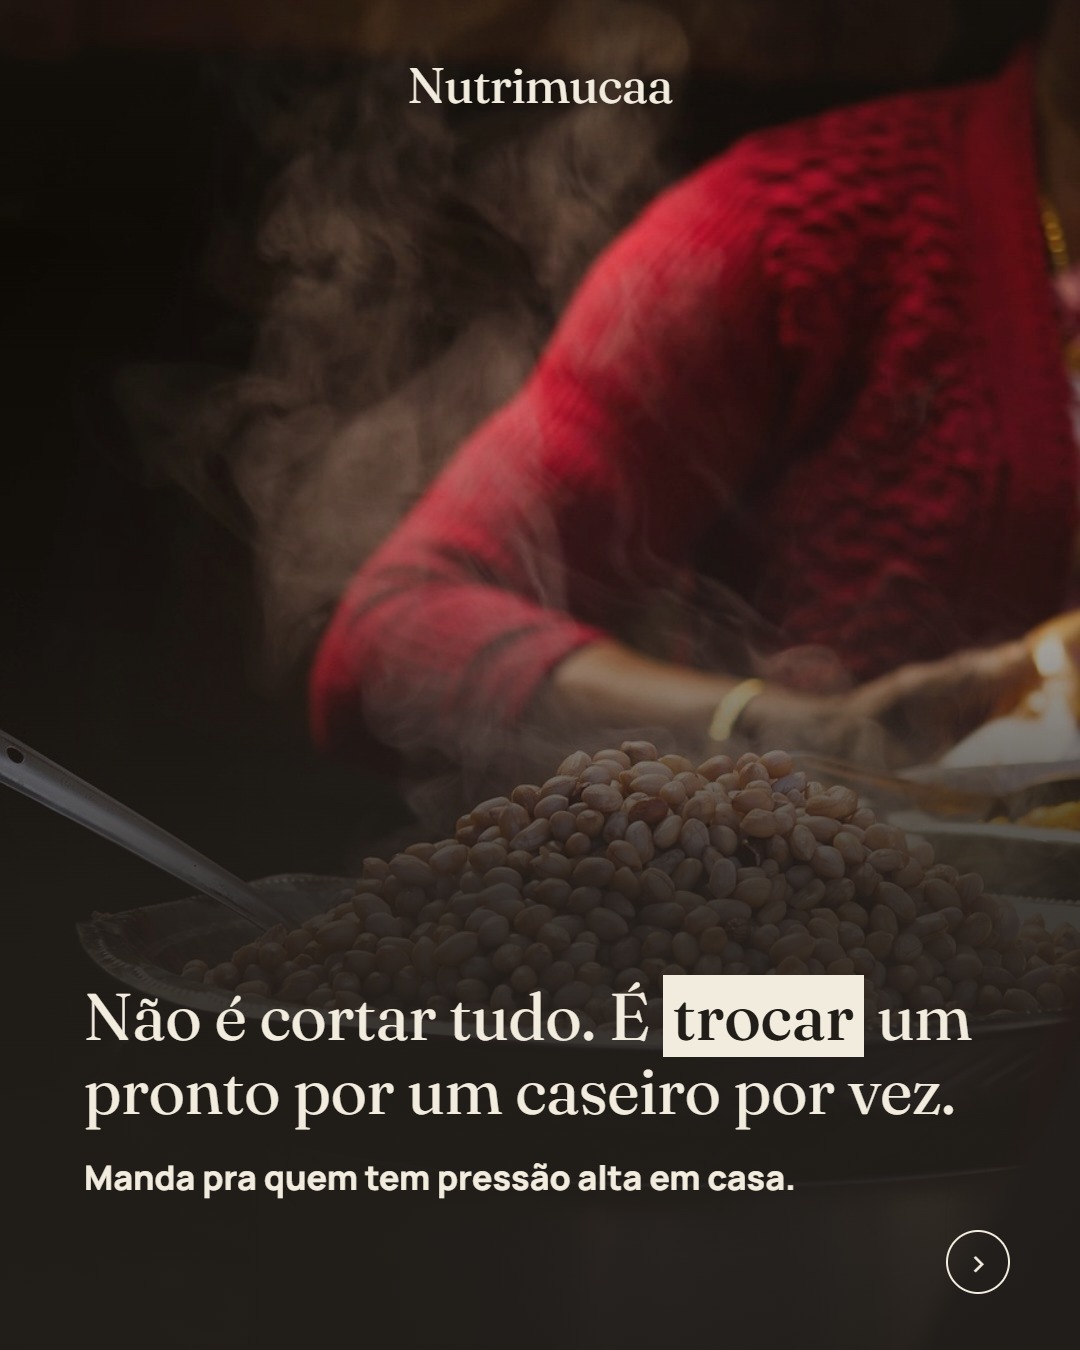 Nutrimucaa
Não é cortar tudo. É trocar um
pronto por um caseiro por vez.
Manda pra quem tem pressão alta em casa.